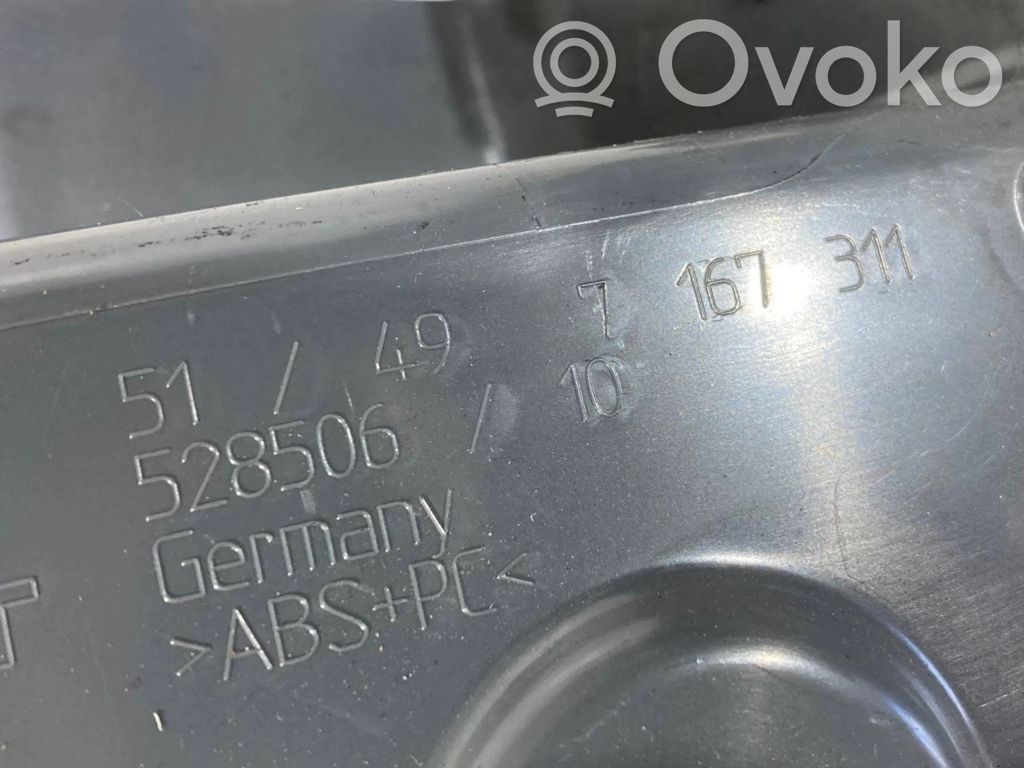 Ovoko
51 / 49 7 167 311
528506 / 10
Germany
>ABS+PC<
T